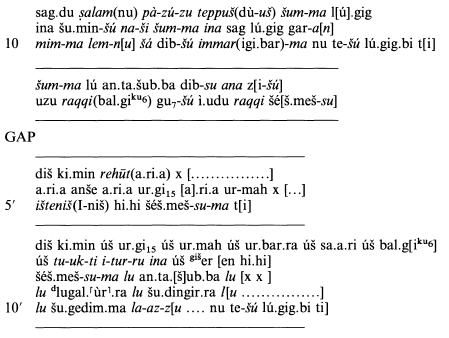 sag.du ṣalam(nu) pà-zú-zu teppuš(dù-uš) šum-ma l[ú].gig
ina šu.min-šú na-ši šum-ma ina sag lú.gig gar-a[n]
10 mim-ma lem-n[u] šá dib-šú immar(igi.bar)-ma nu te-šú lú.gig.bi t[i]
šum-ma lú an.ta.šub.ba dib-su ana z[i-šú]
uzu raqqi(bal.giᵏᵘ⁶) gu₇-šú ì.udu raqqi šé[š.meš-su]
GAP
diš ki.min reḫūt(a.ri.a) x [……………]
a.ri.a anše a.ri.a ur.gi₁₅ [a].ri.a ur-mah x […]
5′ išteniš(I-niš) hi.hi šéš.meš-su-ma t[i]
diš ki.min úš ur.gi₁₅ úš ur.mah úš ur.bar.ra úš sa.a.ri úš bal.g[iᵏᵘ⁶]
úš tu-uk-ti i-tur-ru ina úš ᵍⁱˢ̌er [en hi.hi]
šéš.meš-su-ma lu an.ta.[š]ub.ba lu [x x ]
lu ᵈlugal.⸢ùr⸣.ra lu šu.dingir.ra l[u ……………]
10′ lu šu.gedim.ma la-az-z[u …. nu te-šú lú.gig.bi ti]